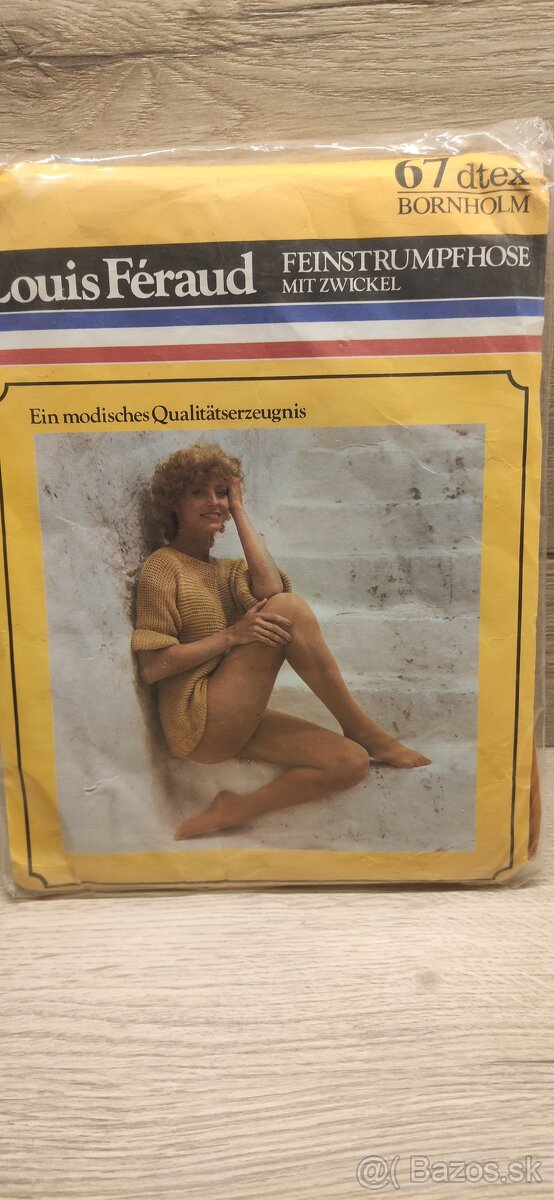 67 dtex
BORNHOLM
Louis Féraud
FEINSTRUMPFHOSE
MIT ZWICKEL
Ein modisches Qualitätserzeugnis
@( Bazos.sk